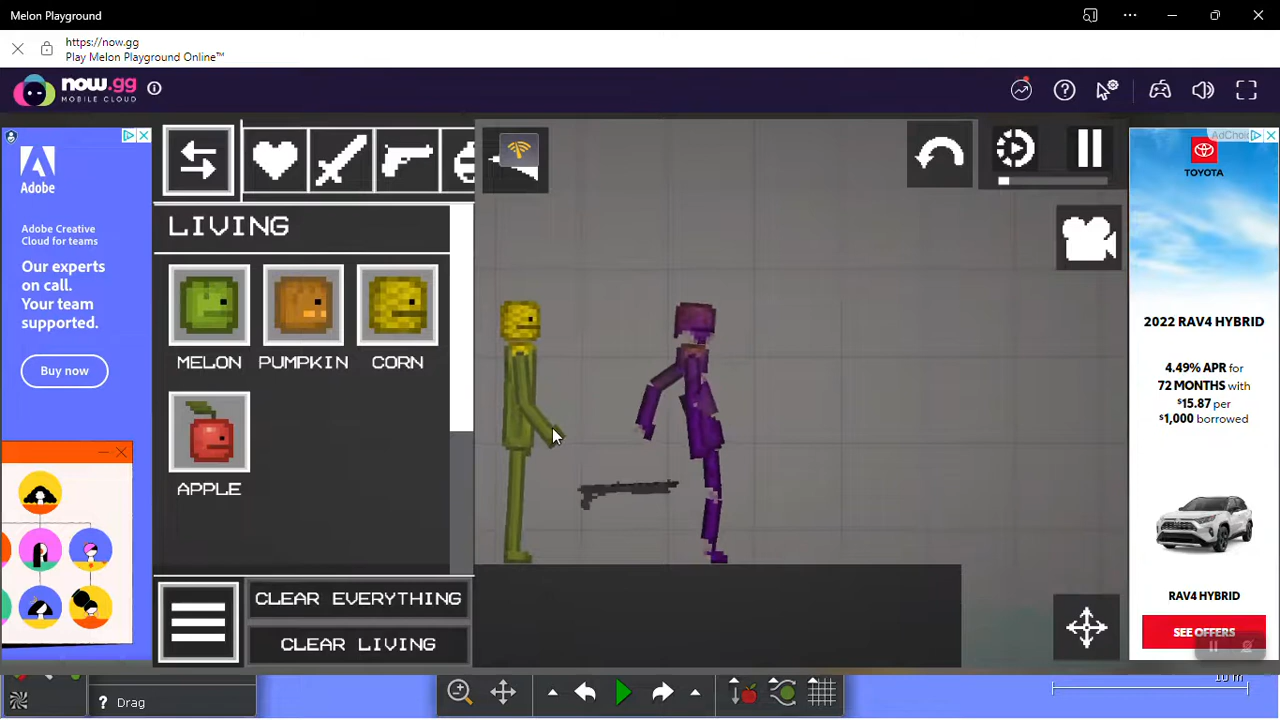 Melon Playground
https://now.gg
Play Melon Playground Online™
now.gg
MOBILE CLOUD
Adobe
Adobe Creative
Cloud for teams
Our experts
on call.
Your team
supported.
Buy now
LIVING
MELON
PUMPKIN
CORN
APPLE
CLEAR EVERYTHING
CLEAR LIVING
AdChoices
TOYOTA
2022 RAV4 HYBRID
4.49% APR for
72 MONTHS with
$15.87 per
$1,000 borrowed
RAV4 HYBRID
SEE OFFERS
? Drag
10 m